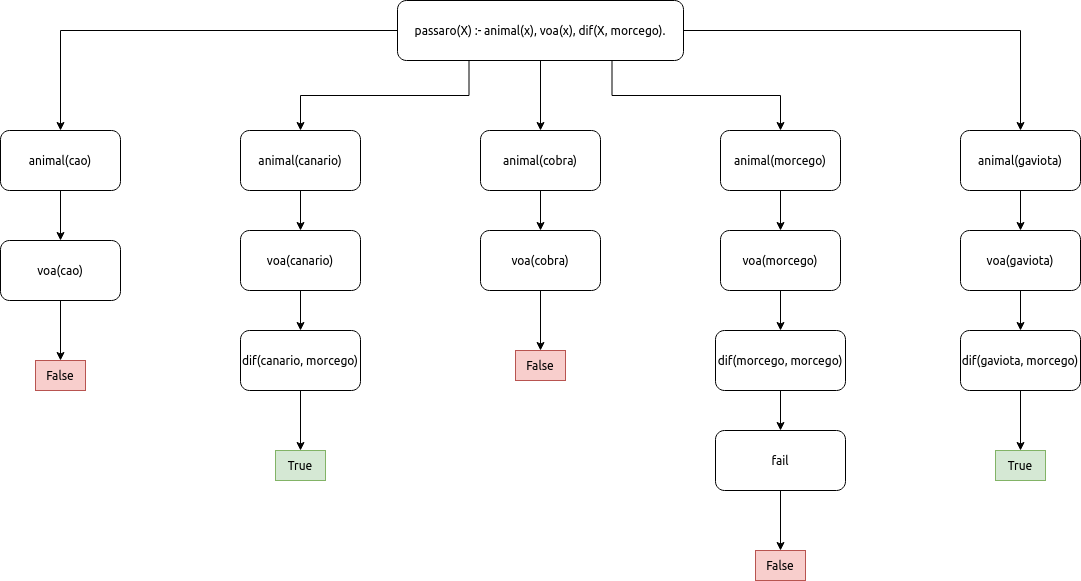 passaro(X) :- animal(x), voa(x), dif(X, morcego).
animal(cao)
animal(canario)
animal(cobra)
animal(morcego)
animal(gaviota)
voa(cao)
voa(canario)
voa(cobra)
voa(morcego)
voa(gaviota)
dif(canario, morcego)
dif(morcego, morcego)
dif(gaviota, morcego)
False
False
True
fail
True
False